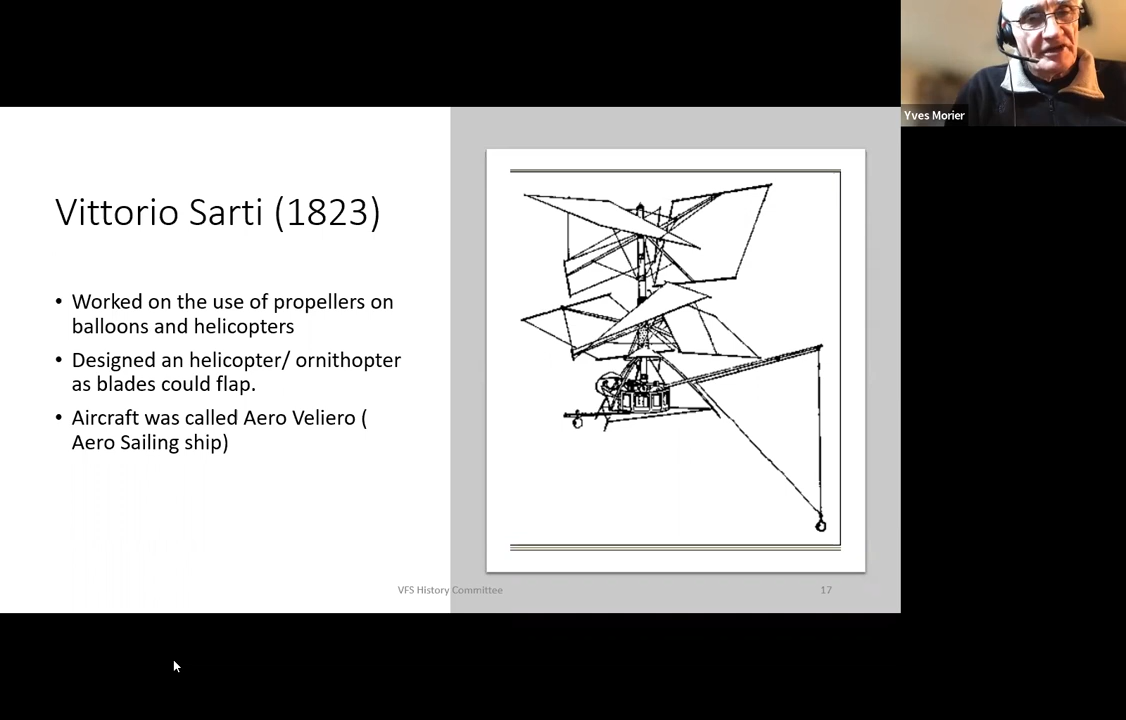 Yves Morier
Vittorio Sarti (1823)
• Worked on the use of propellers on
balloons and helicopters
• Designed an helicopter/ ornithopter
as blades could flap.
• Aircraft was called Aero Veliero (
Aero Sailing ship)
VFS History Committee
17